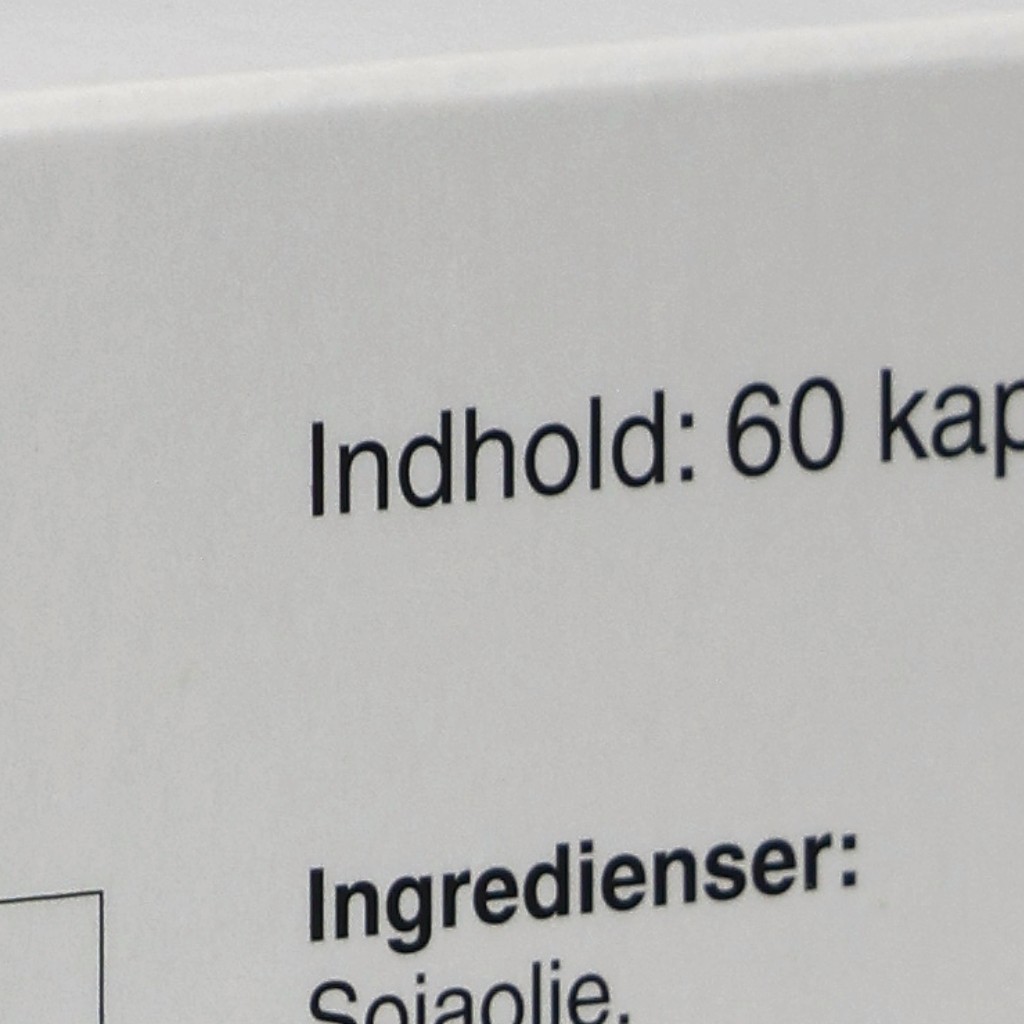 Indhold: 60 kap
Ingredienser:
Sojaolie,